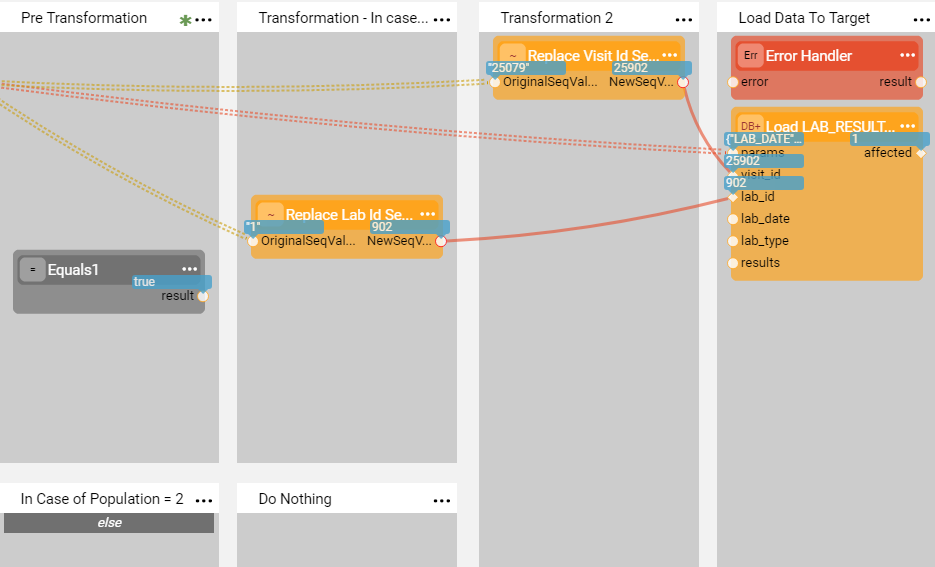 Pre Transformation
Transformation - In case...
Transformation 2
Load Data To Target
~ Replace Visit Id Se...
"25079"
25902
OriginalSeqVal...
NewSeqV...
Err Error Handler
error
result
DB+ Load LAB_RESULT...
{"LAB_DATE"...
1
params
affected
25902
visit_id
902
lab_id
lab_date
lab_type
results
~ Replace Lab Id Se...
"1"
902
OriginalSeqVal...
NewSeqV...
= Equals1
true
result
In Case of Population = 2
else
Do Nothing